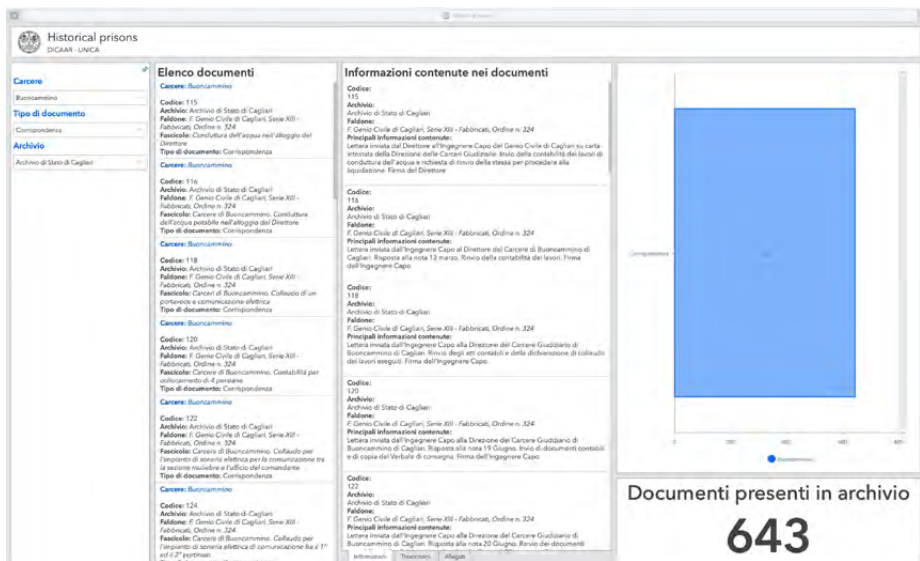 Historical prisons
DICAAR - UNICA
Carcere
Buoncammino
Tipo di documento
Corrispondenza
Archivio
Archivio di Stato di Cagliari
Elenco documenti
Carcere: Buoncammino
Codice: 115
Archivio: Archivio di Stato di Cagliari
Faldone: F. Genio Civile di Cagliari, Serie XIII -
Fabbricati, Ordine n. 324
Fascicolo: Conduttura dell'acqua nell'alloggio del
Direttore
Tipo di documento: Corrispondenza
Carcere: Buoncammino
Codice: 116
Archivio: Archivio di Stato di Cagliari
Faldone: F. Genio Civile di Cagliari, Serie XIII -
Fabbricati, Ordine n. 324
Fascicolo: Carcere di Buoncammino. Conduttura
dell'acqua potabile nell'alloggio del Direttore
Tipo di documento: Corrispondenza
Carcere: Buoncammino
Codice: 118
Archivio: Archivio di Stato di Cagliari
Faldone: F. Genio Civile di Cagliari, Serie XIII -
Fabbricati, Ordine n. 324
Fascicolo: Carceri di Buoncammino. Collaudo di un
portavoce e comunicazione elettrica
Tipo di documento: Corrispondenza
Carcere: Buoncammino
Codice: 120
Archivio: Archivio di Stato di Cagliari
Faldone: F. Genio Civile di Cagliari, Serie XIII -
Fabbricati, Ordine n. 324
Fascicolo: Carcere di Buoncammino. Contabilità per
collocamento di 4 persiane
Tipo di documento: Corrispondenza
Carcere: Buoncammino
Codice: 122
Archivio: Archivio di Stato di Cagliari
Faldone: F. Genio Civile di Cagliari, Serie XIII -
Fabbricati, Ordine n. 324
Fascicolo: Carcere di Buoncammino. Collaudo per
l'impianto di soneria elettrica per la comunicazione tra
la sezione muliebre e l'ufficio del comandante
Tipo di documento: Corrispondenza
Carcere: Buoncammino
Codice: 124
Archivio: Archivio di Stato di Cagliari
Faldone: F. Genio Civile di Cagliari, Serie XIII -
Fabbricati, Ordine n. 324
Fascicolo: Carcere di Buoncammino. Collaudo per
l'impianto di soneria elettrica di comunicazione fra il 1°
ed il 2° portinaio
Informazioni contenute nei documenti
Codice:
115
Archivio:
Archivio di Stato di Cagliari
Faldone:
F. Genio Civile di Cagliari, Serie XIII - Fabbricati, Ordine n. 324
Principali informazioni contenute:
Lettera inviata dal Direttore all'Ingegnere Capo del Genio Civile di Cagliari su carta
intestata della Direzione delle Carceri Giudiziarie. Invio della contabilità dei lavori di
conduttura dell'acqua e richiesta di rinvio della stessa per procedere alla
liquidazione. Firma del Direttore
Codice:
116
Archivio:
Archivio di Stato di Cagliari
Faldone:
F. Genio Civile di Cagliari, Serie XIII - Fabbricati, Ordine n. 324
Principali informazioni contenute:
Lettera inviata dall'Ingegnere Capo al Direttore del Carcere di Buoncammino di
Cagliari. Risposta alla nota 13 marzo. Rinvio della contabilità dei lavori. Firma
dell'Ingegnere Capo
Codice:
118
Archivio:
Archivio di Stato di Cagliari
Faldone:
F. Genio Civile di Cagliari, Serie XIII - Fabbricati, Ordine n. 324
Principali informazioni contenute:
Lettera inviata dall'Ingegnere Capo alla Direzione del Carcere Giudiziario di
Buoncammino di Cagliari. Rinvio degli atti contabili e della dichiarazione di collaudo
dei lavori eseguiti. Firma dell'Ingegnere Capo
Codice:
120
Archivio:
Archivio di Stato di Cagliari
Faldone:
F. Genio Civile di Cagliari, Serie XIII - Fabbricati, Ordine n. 324
Principali informazioni contenute:
Lettera inviata dall'Ingegnere Capo alla Direzione del Carcere Giudiziario di
Buoncammino di Cagliari. Risposta alla nota 19 Giugno. Invio di documenti contabili
e di copia del Verbale di consegna. Firma dell'Ingegnere Capo
Codice:
122
Archivio:
Archivio di Stato di Cagliari
Faldone:
F. Genio Civile di Cagliari, Serie XIII - Fabbricati, Ordine n. 324
Principali informazioni contenute:
Lettera inviata dall'Ingegnere Capo alla Direzione del Carcere Giudiziario di
Buoncammino di Cagliari. Risposta alla nota 20 Giugno. Rinvio dei documenti
Informazioni Trascrizioni Allegati
Corrispondenza
0 200 400 600
Buoncammino
Documenti presenti in archivio
643